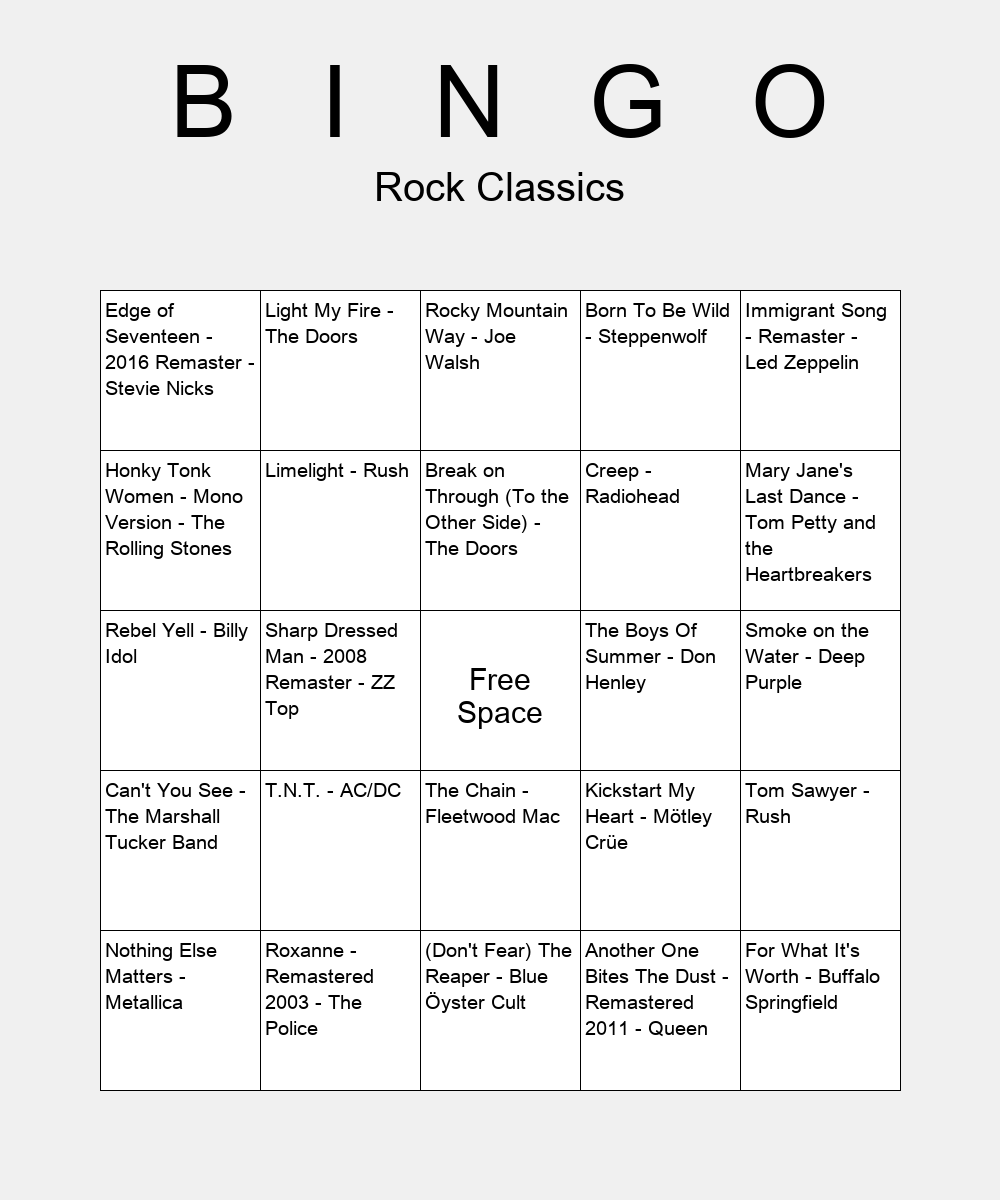 B I N G O
Rock Classics
Edge of
Seventeen -
2016 Remaster -
Stevie Nicks
Light My Fire -
The Doors
Rocky Mountain
Way - Joe
Walsh
Born To Be Wild
- Steppenwolf
Immigrant Song
- Remaster -
Led Zeppelin
Honky Tonk
Women - Mono
Version - The
Rolling Stones
Limelight - Rush
Break on
Through (To the
Other Side) -
The Doors
Creep -
Radiohead
Mary Jane's
Last Dance -
Tom Petty and
the
Heartbreakers
Rebel Yell - Billy
Idol
Sharp Dressed
Man - 2008
Remaster - ZZ
Top
Free
Space
The Boys Of
Summer - Don
Henley
Smoke on the
Water - Deep
Purple
Can't You See -
The Marshall
Tucker Band
T.N.T. - AC/DC
The Chain -
Fleetwood Mac
Kickstart My
Heart - Mötley
Crüe
Tom Sawyer -
Rush
Nothing Else
Matters -
Metallica
Roxanne -
Remastered
2003 - The
Police
(Don't Fear) The
Reaper - Blue
Öyster Cult
Another One
Bites The Dust -
Remastered
2011 - Queen
For What It's
Worth - Buffalo
Springfield